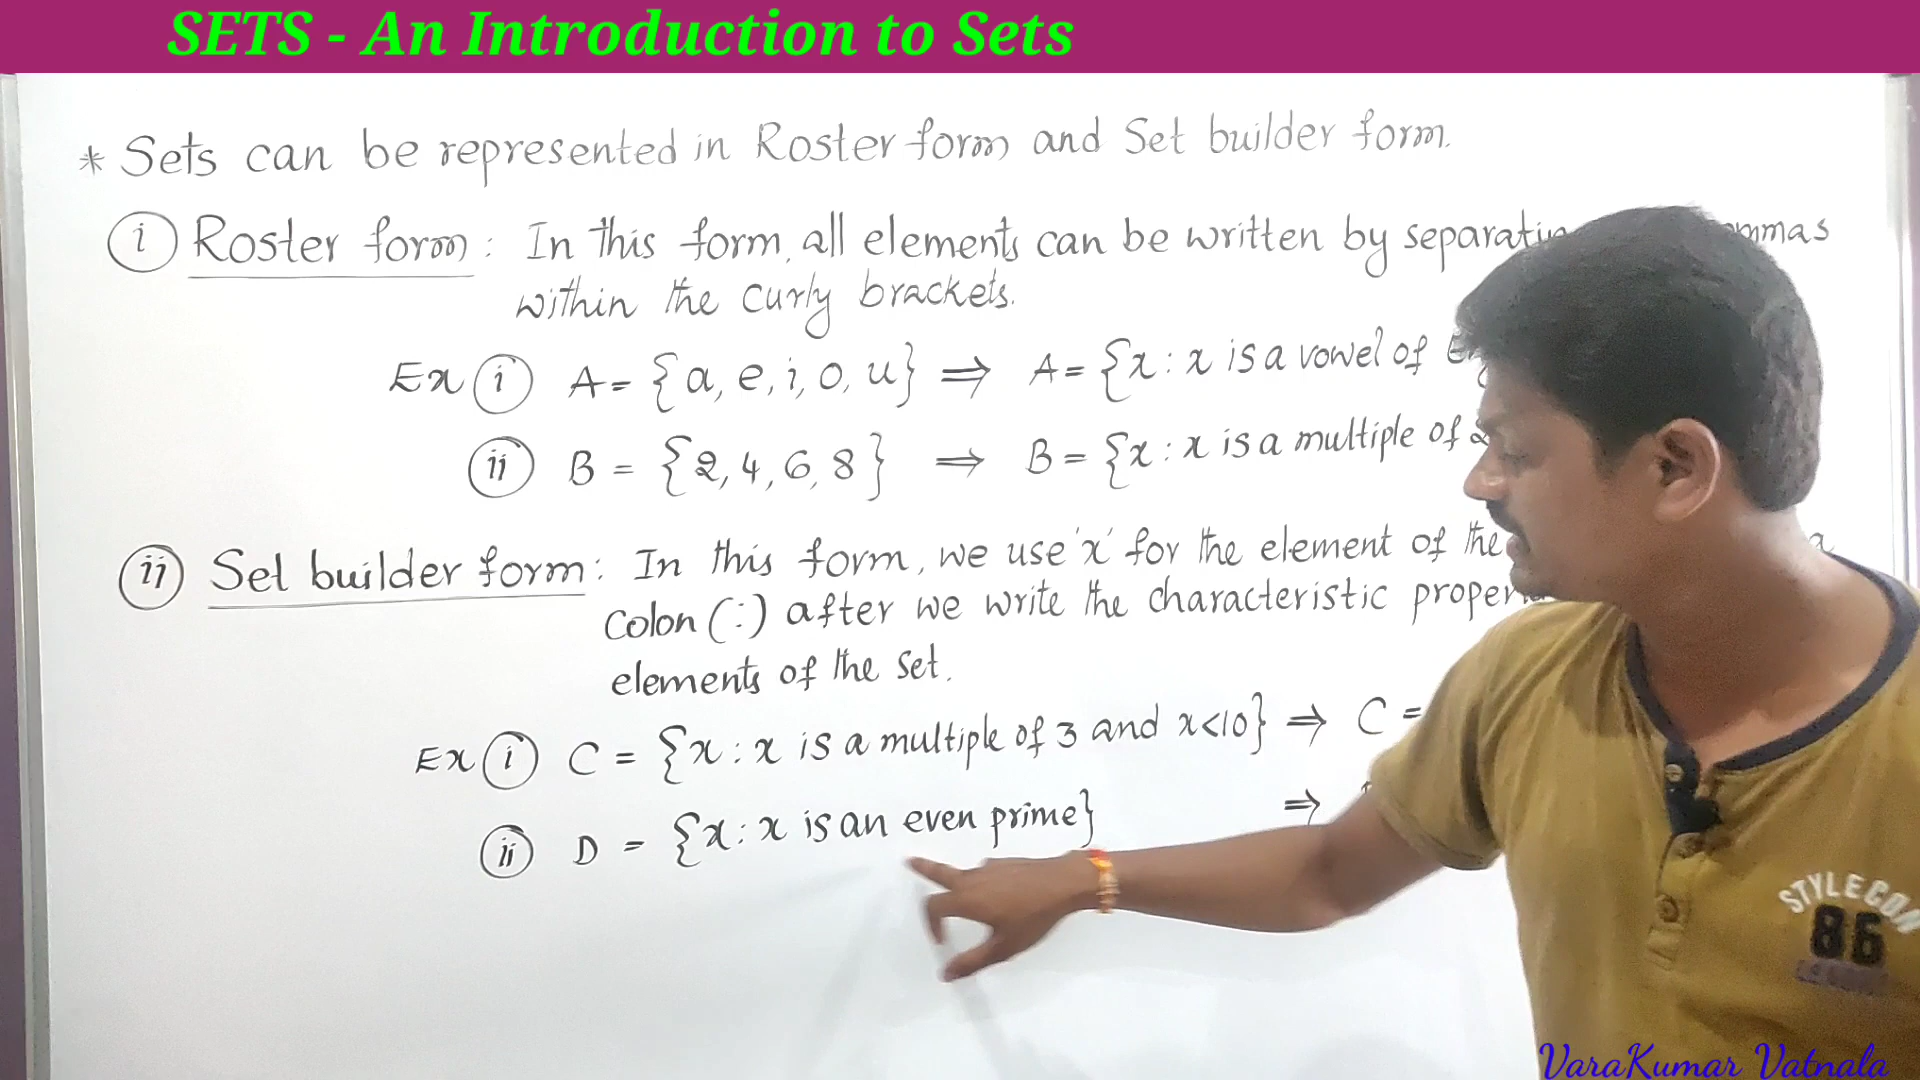 SETS - An Introduction to Sets
* Sets can be represented in Roster form and Set builder form.
(i) Roster form : In this form, all elements can be written by
within the curly brackets.
Ex (i) A = {a, e, i, o, u} ⇒ A = {x : x is a vowel of
(ii) B = {2, 4, 6, 8} ⇒ B = {x : x is a multiple of
(ii) Set builder form : In this form, we use 'x' for the element of the
Colon (:) after we write the characteristic
elements of the set.
Ex (i) C = {x : x is a multiple of 3 and x<10} ⇒ C =
(ii) D = {x : x is an even prime} ⇒
STYLECON
86
VaraKumar Vatnala